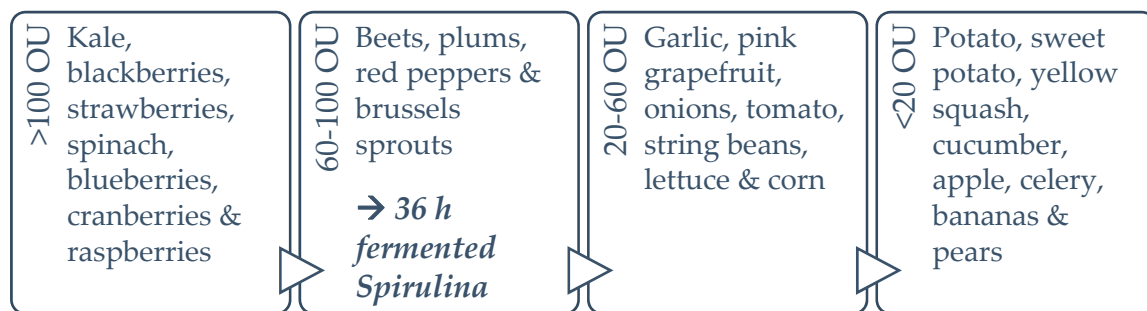 >100 OU
Kale,
blackberries,
strawberries,
spinach,
blueberries,
cranberries &
raspberries
60-100 OU
Beets, plums,
red peppers &
brussels
sprouts
→ 36 h
fermented
Spirulina
20-60 OU
Garlic, pink
grapefruit,
onions, tomato,
string beans,
lettuce & corn
<20 OU
Potato, sweet
potato, yellow
squash,
cucumber,
apple, celery,
bananas &
pears